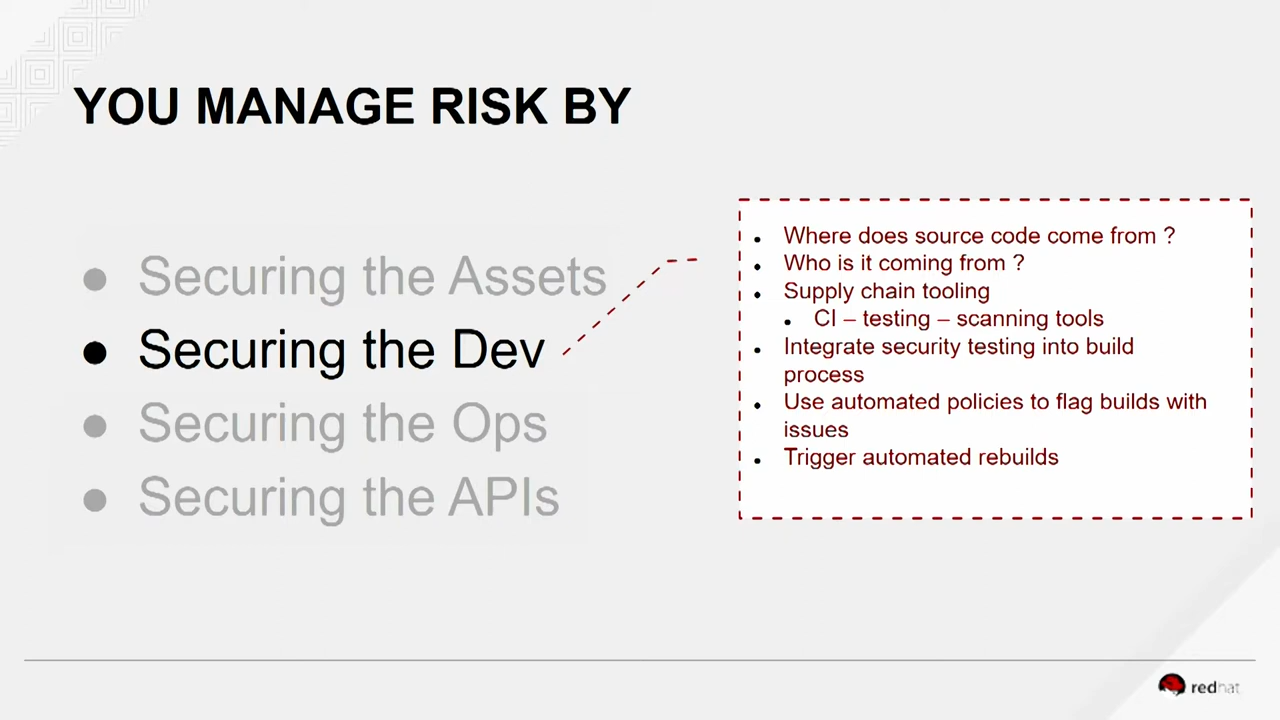 YOU MANAGE RISK BY
● Securing the Assets
● Securing the Dev
● Securing the Ops
● Securing the APIs
• Where does source code come from ?
• Who is it coming from ?
• Supply chain tooling
• CI – testing – scanning tools
• Integrate security testing into build
process
• Use automated policies to flag builds with
issues
• Trigger automated rebuilds
redhat